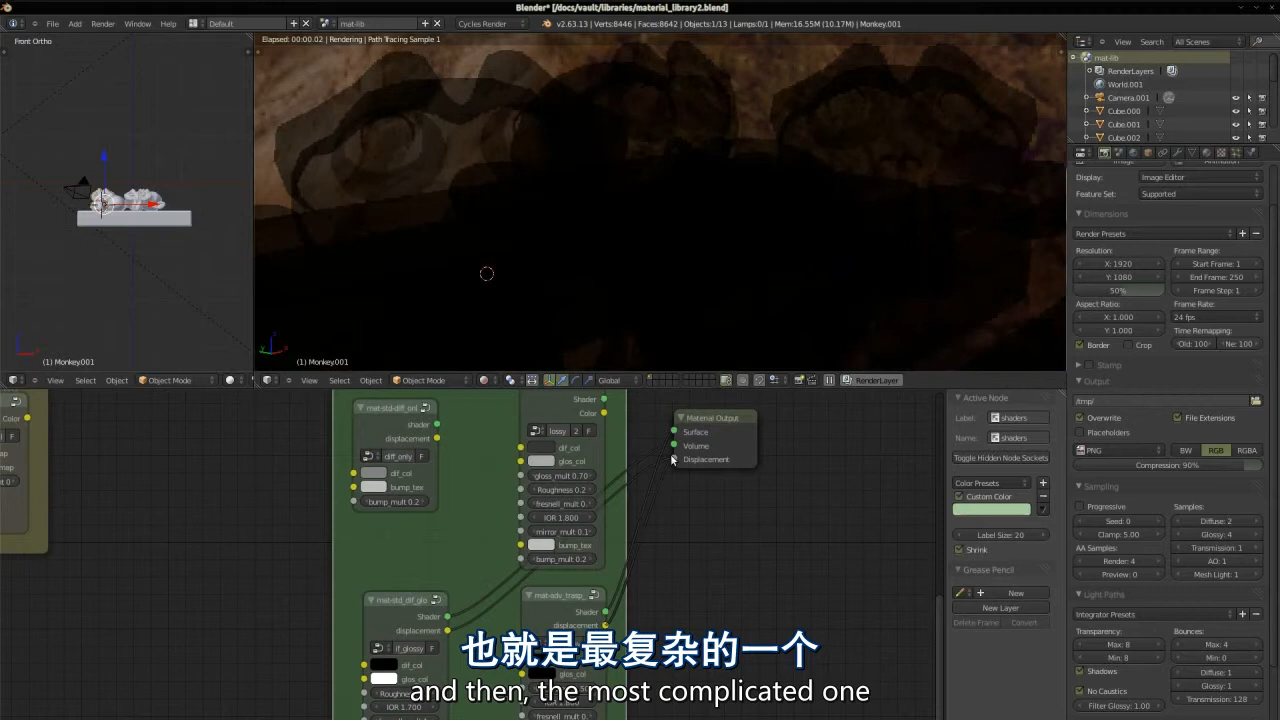 Blender* [/docs/vault/libraries/material_library2.blend]
File Add Render Window Help Default mat-lib Cycles Render v2.63.13 | Verts:8446 | Faces:8642 | Objects:1/13 | Lamps:0/1 | Mem:16.55M (10.17M) | Monkey.001
Front Ortho
Elapsed: 00:00.02 | Rendering | Path Tracing Sample 1
(1) Monkey.001
(1) Monkey.001
View Select Object Object Mode
View Select Object Object Mode Global RenderLayer
View Search All Scenes
mat-lib
RenderLayers
World.001
Camera.001
Cube.000
Cube.001
Cube.002
Display: Image Editor
Feature Set: Supported
Dimensions
Render Presets
Resolution: Frame Range:
X: 1920 Start Frame: 1
Y: 1080 End Frame: 250
50% Frame Step: 1
Aspect Ratio: Frame Rate:
X: 1.000 24 fps
Y: 1.000 Time Remapping:
Border Crop Old: 100 Ne: 100
Stamp
Output
/tmp/
Overwrite File Extensions
Placeholders
PNG BW RGB RGBA
Compression: 90%
Sampling
Progressive Samples:
Seed: 0 Diffuse: 2
Clamp: 5.00 Glossy: 4
AA Samples: Transmission: 1
Render: 4 AO: 1
Preview: 0 Mesh Light: 1
Light Paths
Integrator Presets
Transparency: Bounces:
Max: 8 Max: 4
Min: 8 Min: 0
Shadows Diffuse: 1
Glossy: 1
No Caustics Transmission: 128
Filter Glossy: 1.00
Color
F
mat-std-diff_onl
shader
displacement
diff_only F
dif_col
bump_tex
bump_mult 0.2
Shader
Color
lossy 2 F
dif_col
glos_col
gloss_mult 0.70
Roughness 0.2
fresnell_mult 0.
IOR 1.800
mirror_mult 0.1
bump_tex
bump_mult 0.2
Material Output
Surface
Volume
Displacement
mat-std_dif_glo
Shader
displacement
if_glossy F
dif_col
glos_col
IOR 1.700
mat-adv_trasp_
Shader
displacement
glos_col
fresnell_mult 0.
Active Node
Label: shaders
Name: shaders
Toggle Hidden Node Sockets
Color Presets
Custom Color
Label Size: 20
Shrink
Grease Pencil
New
New Layer
Delete Frame Convert
也就是最复杂的一个
and then, the most complicated one